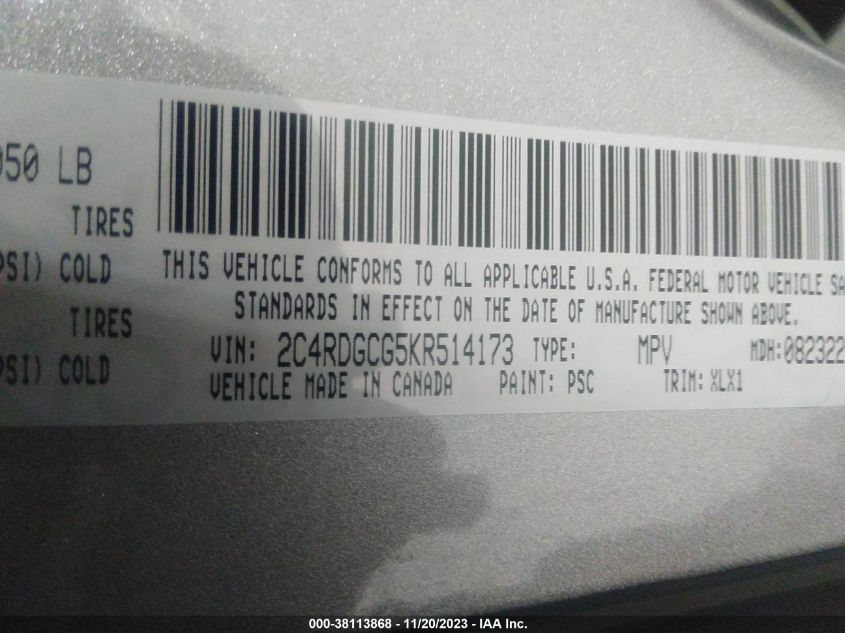 050 LB
TIRES
PSI) COLD
TIRES
PSI) COLD
THIS VEHICLE CONFORMS TO ALL APPLICABLE U.S.A. FEDERAL MOTOR VEHICLE SA
STANDARDS IN EFFECT ON THE DATE OF MANUFACTURE SHOWN ABOVE.
VIN: 2C4RDGCG5KR514173 TYPE: MPV MDH:082322
VEHICLE MADE IN CANADA PAINT: PSC TRIM: XLX1
000-38113868 - 11/20/2023 - IAA Inc.